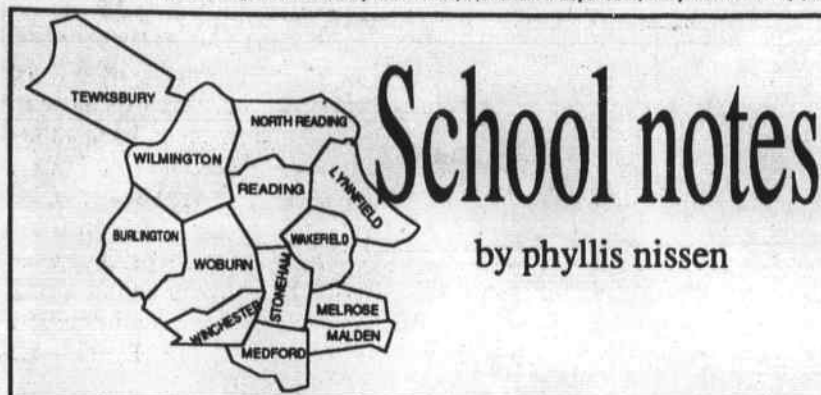 TEWKSBURY
NORTH READING
WILMINGTON
READING
LYNNFIELD
BURLINGTON
WOBURN
STONEHAM
WAKEFIELD
WINCHESTER
MELROSE
MALDEN
MEDFORD
School notes
by phyllis nissen